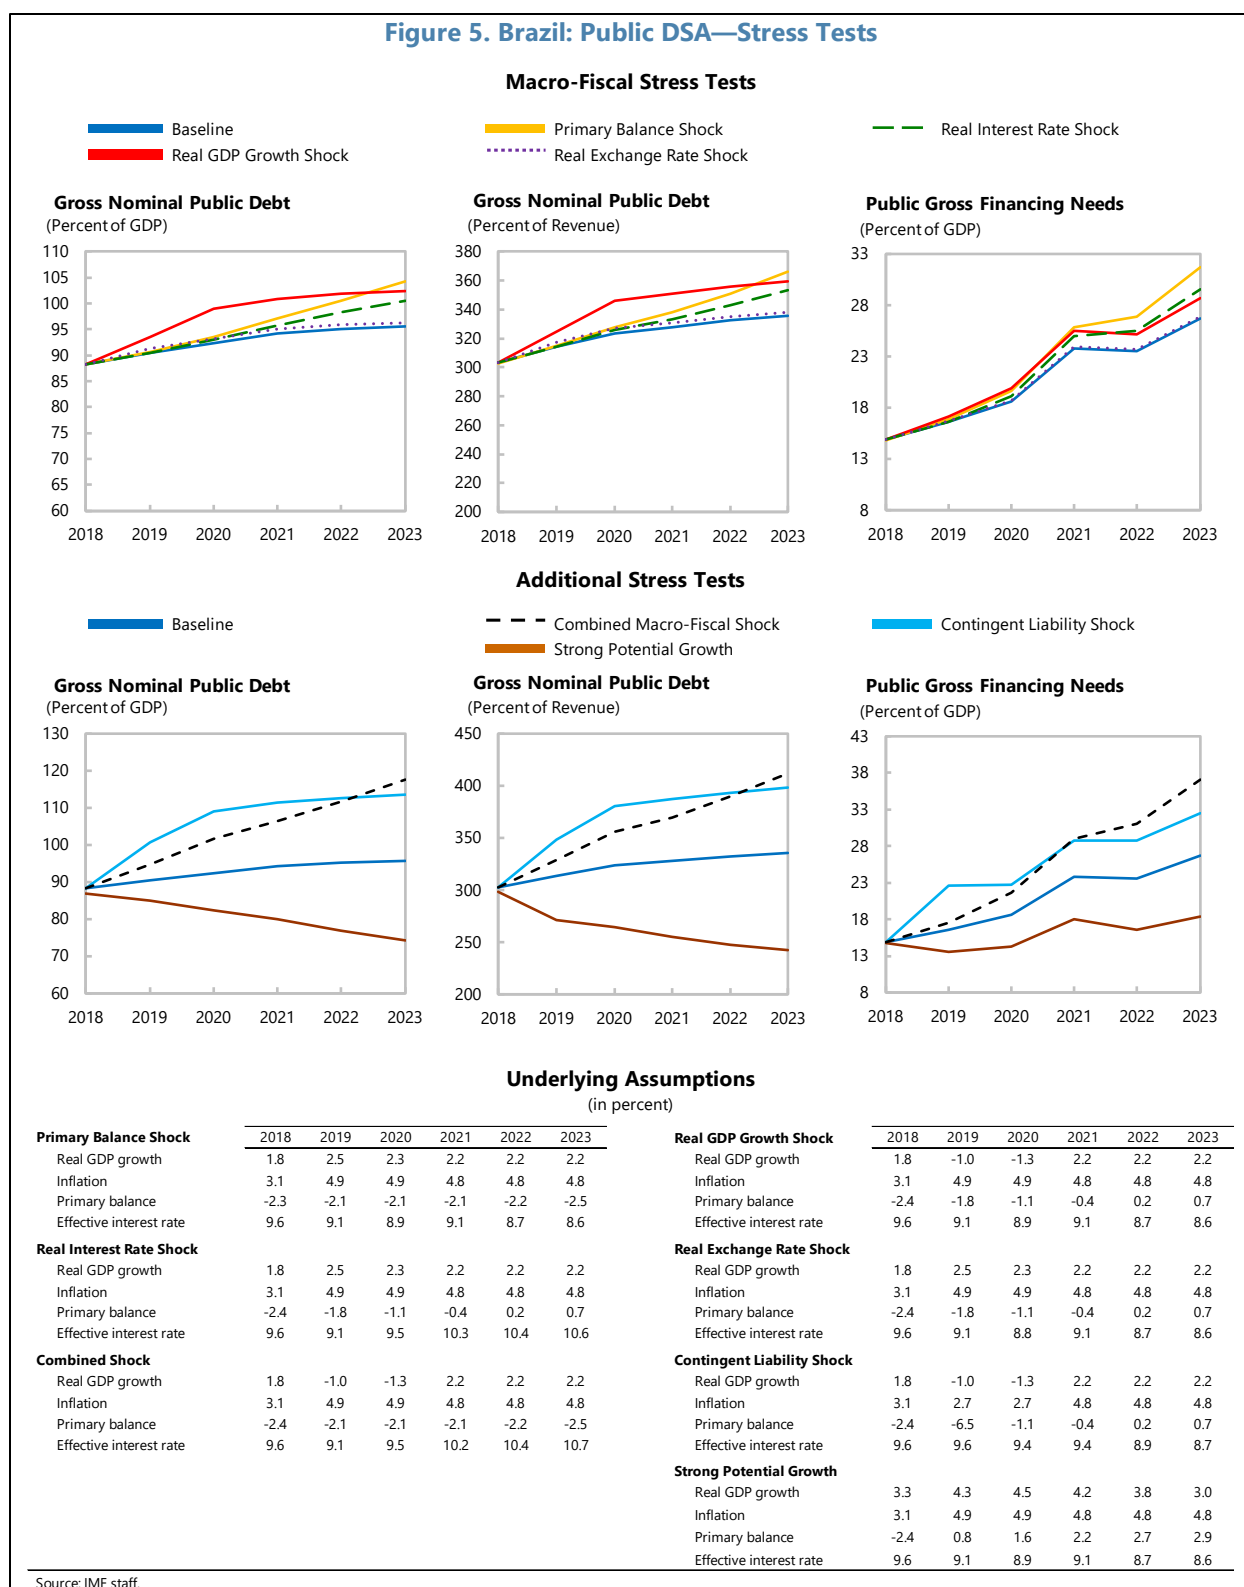 Figure 5. Brazil: Public DSA—Stress Tests
Macro-Fiscal Stress Tests
Baseline
Primary Balance Shock
Real Interest Rate Shock
Real GDP Growth Shock
Real Exchange Rate Shock
Gross Nominal Public Debt
(Percent of GDP)
110
105
100
95
90
85
80
75
70
65
60
2018 2019 2020 2021 2022 2023
Gross Nominal Public Debt
(Percent of Revenue)
380
360
340
320
300
280
260
240
220
200
2018 2019 2020 2021 2022 2023
Public Gross Financing Needs
(Percent of GDP)
33
28
23
18
13
8
2018 2019 2020 2021 2022 2023
Additional Stress Tests
Baseline
Combined Macro-Fiscal Shock
Contingent Liability Shock
Strong Potential Growth
Gross Nominal Public Debt
(Percent of GDP)
130
120
110
100
90
80
70
60
2018 2019 2020 2021 2022 2023
Gross Nominal Public Debt
(Percent of Revenue)
450
400
350
300
250
200
2018 2019 2020 2021 2022 2023
Public Gross Financing Needs
(Percent of GDP)
43
38
33
28
23
18
13
8
2018 2019 2020 2021 2022 2023
Underlying Assumptions
(in percent)
Primary Balance Shock 2018 2019 2020 2021 2022 2023
Real GDP growth 1.8 2.5 2.3 2.2 2.2 2.2
Inflation 3.1 4.9 4.9 4.8 4.8 4.8
Primary balance -2.3 -2.1 -2.1 -2.1 -2.2 -2.5
Effective interest rate 9.6 9.1 8.9 9.1 8.7 8.6
Real Interest Rate Shock
Real GDP growth 1.8 2.5 2.3 2.2 2.2 2.2
Inflation 3.1 4.9 4.9 4.8 4.8 4.8
Primary balance -2.4 -1.8 -1.1 -0.4 0.2 0.7
Effective interest rate 9.6 9.1 9.5 10.3 10.4 10.6
Combined Shock
Real GDP growth 1.8 -1.0 -1.3 2.2 2.2 2.2
Inflation 3.1 4.9 4.9 4.8 4.8 4.8
Primary balance -2.4 -2.1 -2.1 -2.1 -2.2 -2.5
Effective interest rate 9.6 9.1 9.5 10.2 10.4 10.7
Real GDP Growth Shock 2018 2019 2020 2021 2022 2023
Real GDP growth 1.8 -1.0 -1.3 2.2 2.2 2.2
Inflation 3.1 4.9 4.9 4.8 4.8 4.8
Primary balance -2.4 -1.8 -1.1 -0.4 0.2 0.7
Effective interest rate 9.6 9.1 8.9 9.1 8.7 8.6
Real Exchange Rate Shock
Real GDP growth 1.8 2.5 2.3 2.2 2.2 2.2
Inflation 3.1 4.9 4.9 4.8 4.8 4.8
Primary balance -2.4 -1.8 -1.1 -0.4 0.2 0.7
Effective interest rate 9.6 9.1 8.8 9.1 8.7 8.6
Contingent Liability Shock
Real GDP growth 1.8 -1.0 -1.3 2.2 2.2 2.2
Inflation 3.1 2.7 2.7 4.8 4.8 4.8
Primary balance -2.4 -6.5 -1.1 -0.4 0.2 0.7
Effective interest rate 9.6 9.6 9.4 9.4 8.9 8.7
Strong Potential Growth
Real GDP growth 3.3 4.3 4.5 4.2 3.8 3.0
Inflation 3.1 4.9 4.9 4.8 4.8 4.8
Primary balance -2.4 0.8 1.6 2.2 2.7 2.9
Effective interest rate 9.6 9.1 8.9 9.1 8.7 8.6
Source: IMF staff.